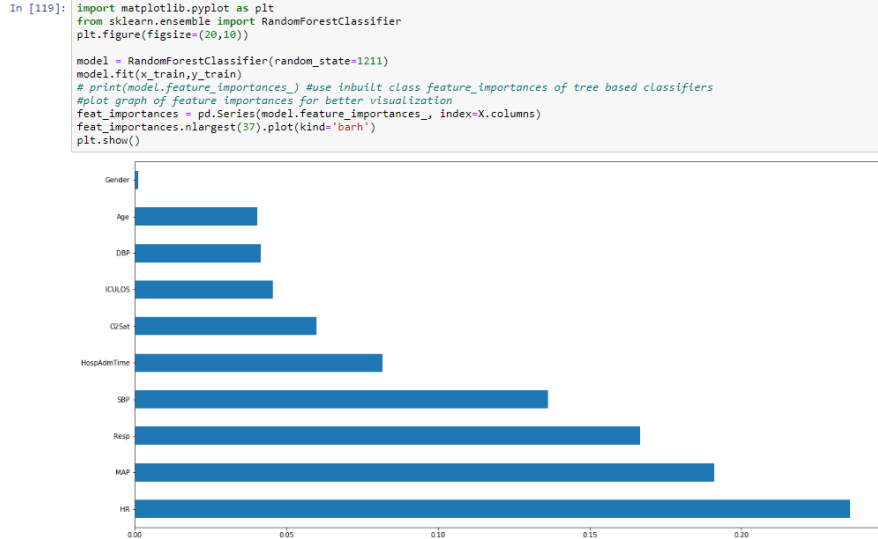 In [119]:
import matplotlib.pyplot as plt
from sklearn.ensemble import RandomForestClassifier
plt.figure(figsize=(20,10))
model = RandomForestClassifier(random_state=1211)
model.fit(x_train,y_train)
# print(model.feature_importances_) #use inbuilt class feature_importances of tree based classifiers
#plot graph of feature importances for better visualization
feat_importances = pd.Series(model.feature_importances_, index=X.columns)
feat_importances.nlargest(37).plot(kind='barh')
plt.show()
Gender
Age
DBP
ICULOS
O2Sat
HospAdmTime
SBP
Resp
MAP
HR
0.00 0.05 0.10 0.15 0.20